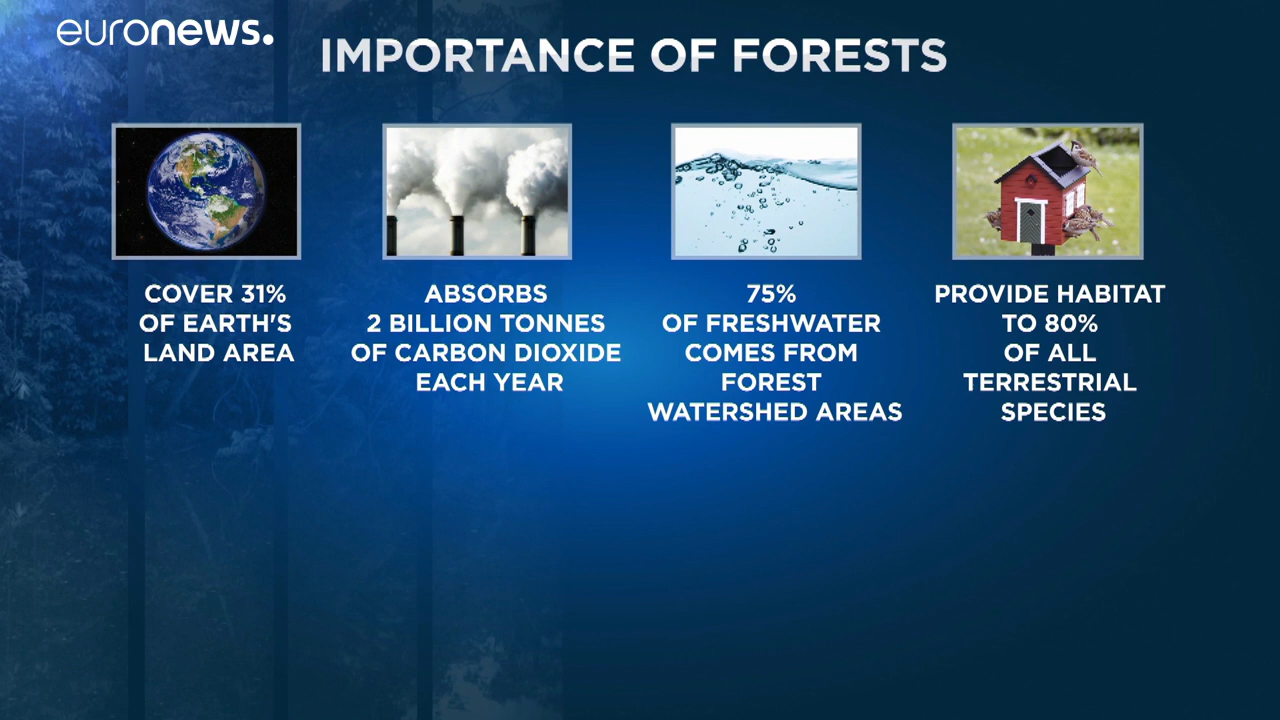 euronews.
IMPORTANCE OF FORESTS
COVER 31%
OF EARTH'S
LAND AREA
ABSORBS
2 BILLION TONNES
OF CARBON DIOXIDE
EACH YEAR
75%
OF FRESHWATER
COMES FROM
FOREST
WATERSHED AREAS
PROVIDE HABITAT
TO 80%
OF ALL
TERRESTRIAL
SPECIES